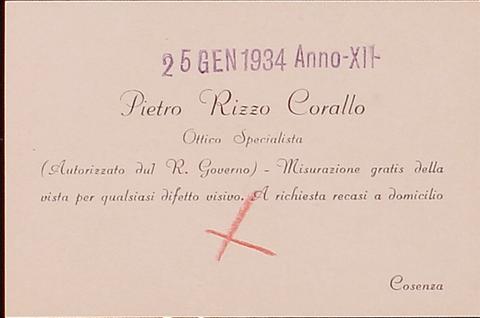 25 GEN 1934 Anno-XII-
Pietro Rizzo Corallo
Ottico Specialista
(Autorizzato dal R. Governo) - Misurazione gratis della
vista per qualsiasi difetto visivo. A richiesta recasi a domicilio
Cosenza